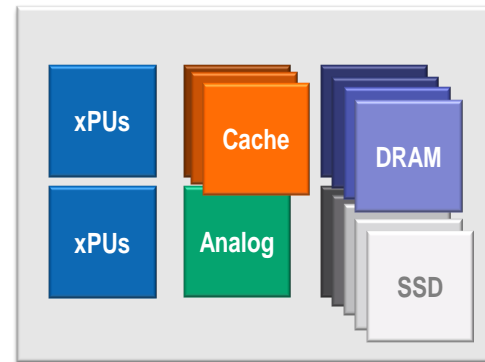 xPUs
Cache
DRAM
xPUs
Analog
SSD